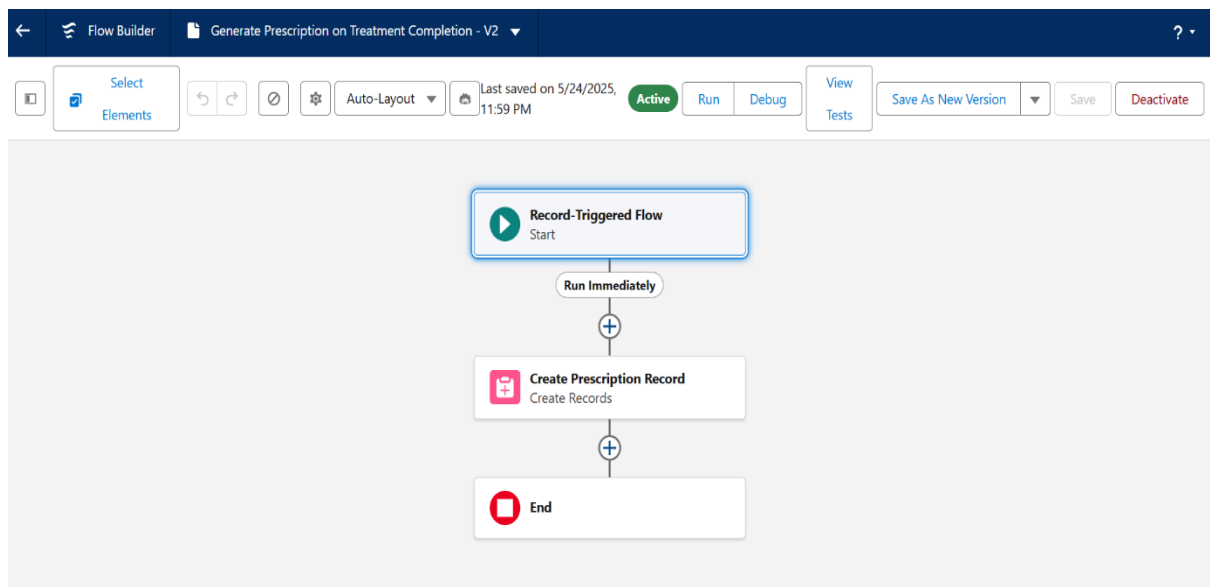 Flow Builder
Generate Prescription on Treatment Completion - V2
?
Select
Elements
Auto-Layout
Last saved on 5/24/2025,
11:59 PM
Active
Run
Debug
View
Tests
Save As New Version
Save
Deactivate
Record-Triggered Flow
Start
Run Immediately
Create Prescription Record
Create Records
End